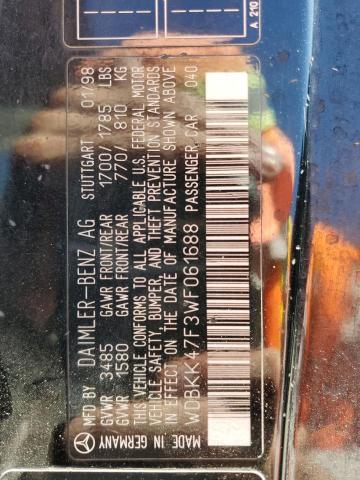 A 210
MFD BY DAIMLER-BENZ AG STUTTGART 01/98
GVWR 3485 GAWR FRONT/REAR 1700/ 1785 LBS
GVWR 1580 GAWR FRONT/REAR 770/ 810 KG
THIS VEHICLE CONFORMS TO ALL APPLICABLE U.S. FEDERAL MOTOR
VEHICLE SAFETY, BUMPER, AND THEFT PREVENTION STANDARDS
IN EFFECT ON THE DATE OF MANUFACTURE SHOWN ABOVE
WDBKK47F3WF061688 PASSENGER CAR 040
MADE IN GERMANY